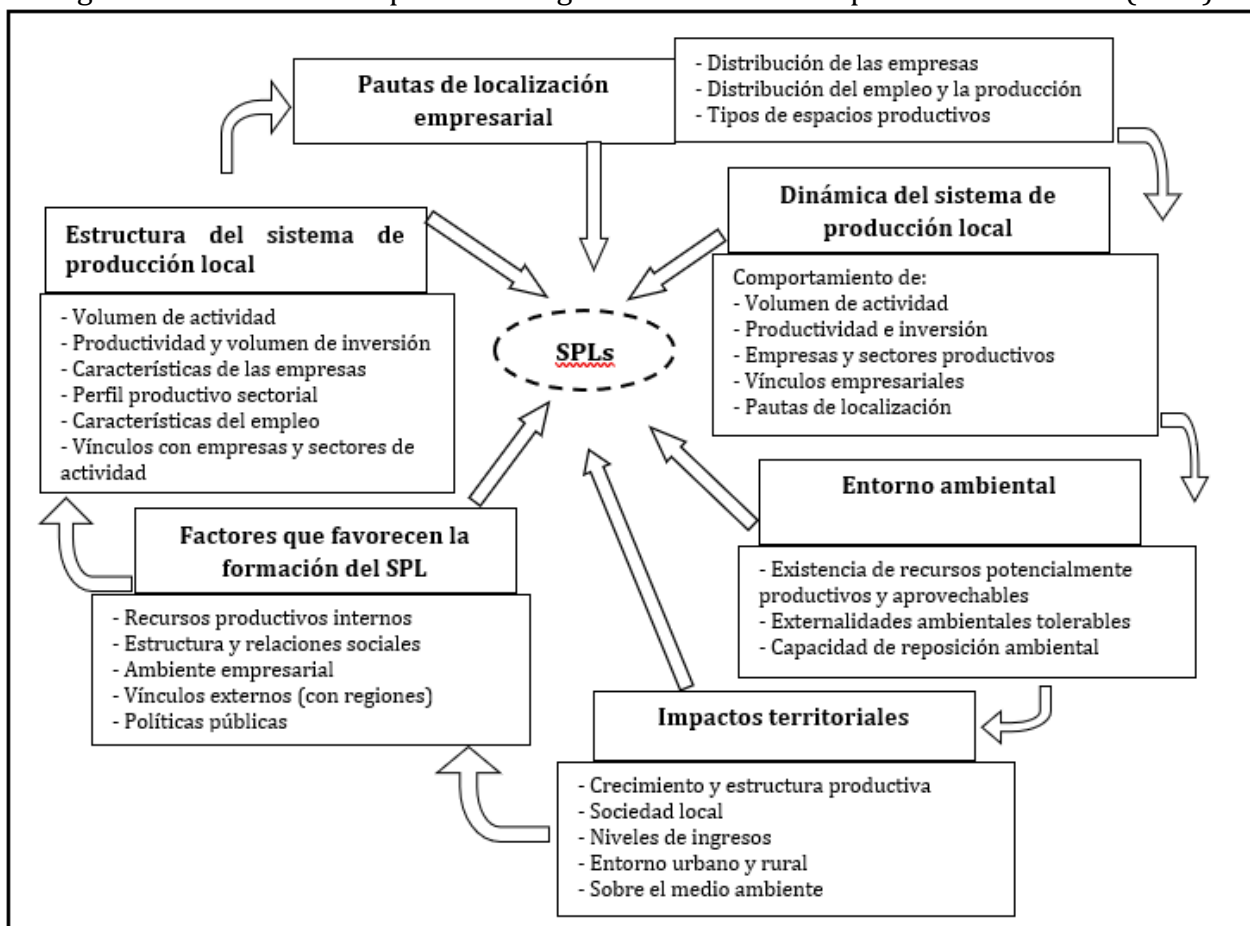 Pautas de localización
empresarial
- Distribución de las empresas
- Distribución del empleo y la producción
- Tipos de espacios productivos
Dinámica del sistema de
producción local
Comportamiento de:
- Volumen de actividad
- Productividad e inversión
- Empresas y sectores productivos
- Vínculos empresariales
- Pautas de localización
Estructura del sistema de
producción local
- Volumen de actividad
- Productividad y volumen de inversión
- Características de las empresas
- Perfil productivo sectorial
- Características del empleo
- Vínculos con empresas y sectores de
actividad
SPLs
Entorno ambiental
- Existencia de recursos potencialmente
productivos y aprovechables
- Externalidades ambientales tolerables
- Capacidad de reposición ambiental
Factores que favorecen la
formación del SPL
- Recursos productivos internos
- Estructura y relaciones sociales
- Ambiente empresarial
- Vínculos externos (con regiones)
- Políticas públicas
Impactos territoriales
- Crecimiento y estructura productiva
- Sociedad local
- Niveles de ingresos
- Entorno urbano y rural
- Sobre el medio ambiente